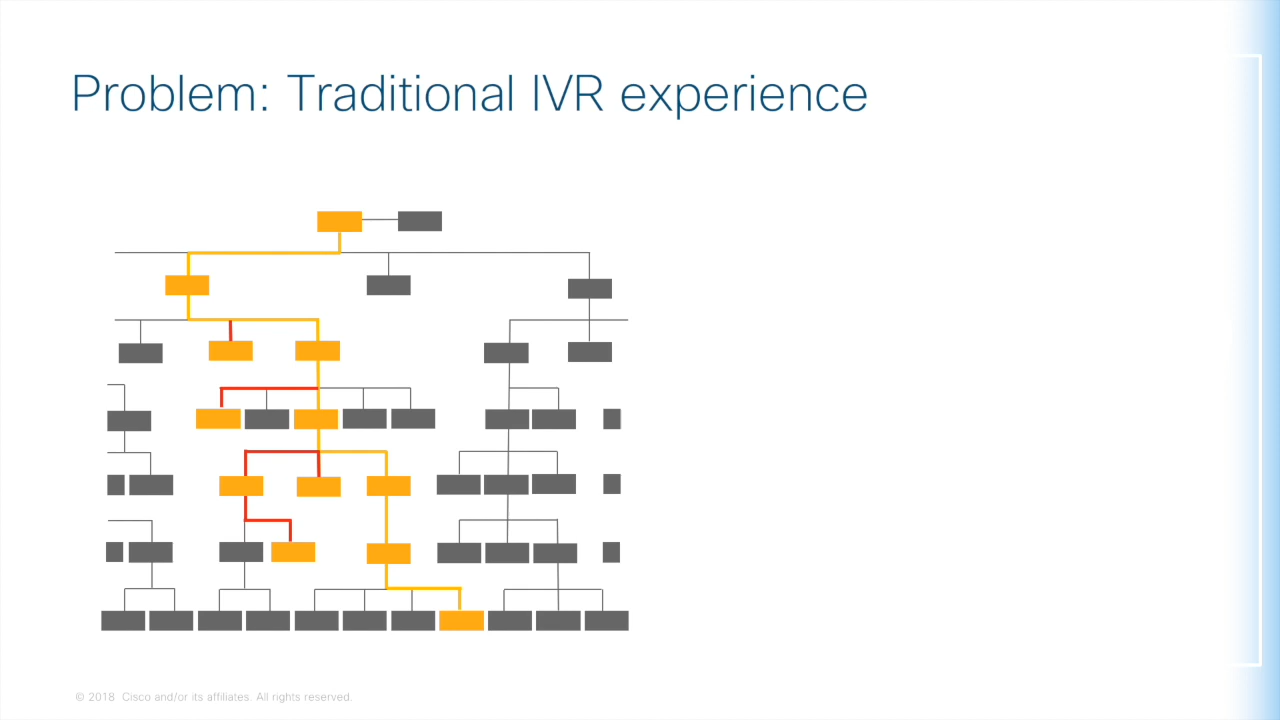 Problem: Traditional IVR experience
© 2018 Cisco and/or its affiliates. All rights reserved.